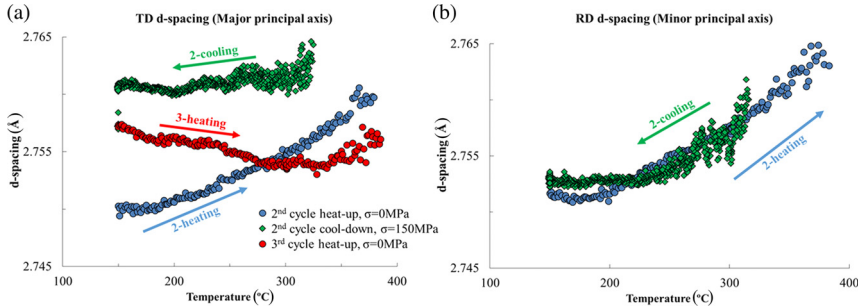 (a)
TD d-spacing (Major principal axis)
2.765
2.755
2.745
d-spacing (Å)
2-cooling
3-heating
2-heating
2nd cycle heat-up, σ=0MPa
2nd cycle cool-down, σ=150MPa
3rd cycle heat-up, σ=0MPa
100 200 300 400
Temperature (ºC)
(b)
RD d-spacing (Minor principal axis)
2.765
2.755
2.745
d-spacing (Å)
2-cooling
2-heating
100 200 300 400
Temperature (ºC)